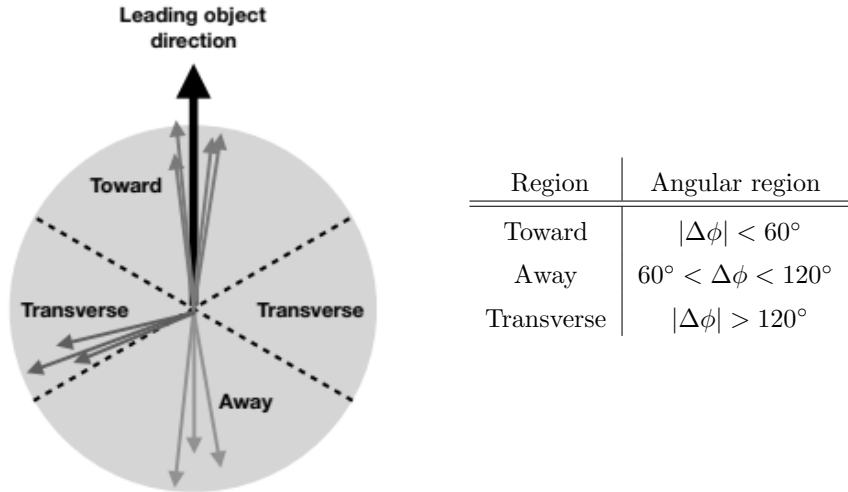 Leading object
direction
Toward
Transverse
Transverse
Away
Region Angular region
Toward |Δϕ| < 60°
Away 60° < Δϕ < 120°
Transverse |Δϕ| > 120°